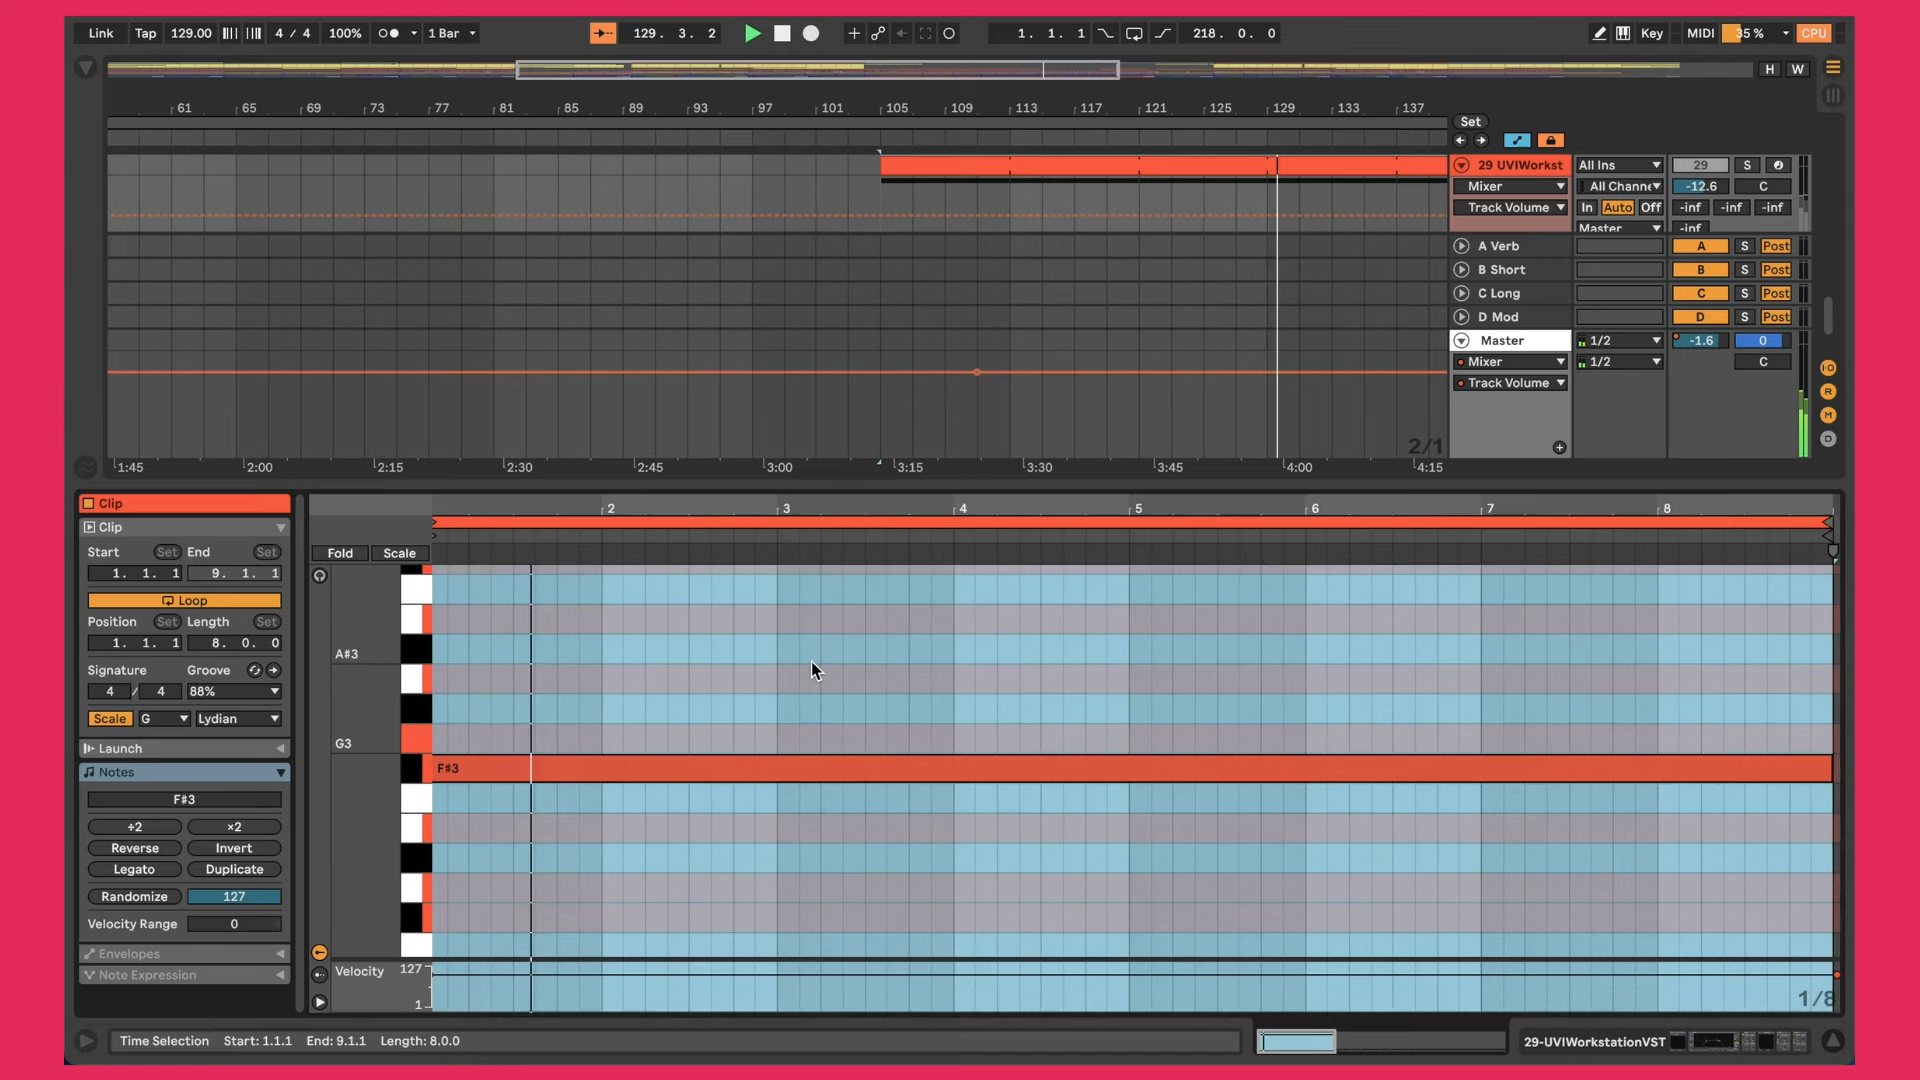 Link Tap 129.00 4 / 4 100% 1 Bar 129. 3. 2 1. 1. 1 218. 0. 0 Key MIDI 35 % CPU
H W
61 65 69 73 77 81 85 89 93 97 101 105 109 113 117 121 125 129 133 137
Set
29 UVIWorkst All Ins 29 S
Mixer All Channe -12.6 C
Track Volume In Auto Off -inf -inf -inf
Master -inf
A Verb A S Post
B Short B S Post
C Long C S Post
D Mod D S Post
Master 1/2 -1.6 0
Mixer 1/2 C
Track Volume
I·O
R
M
D
2/1
1:45 2:00 2:15 2:30 2:45 3:00 3:15 3:30 3:45 4:00 4:15
Clip
Clip
Start Set End Set
1. 1. 1 9. 1. 1
Loop
Position Set Length Set
1. 1. 1 8. 0. 0
Signature Groove
4 / 4 88%
Scale G Lydian
Launch
Notes
F#3
÷2 ×2
Reverse Invert
Legato Duplicate
Randomize 127
Velocity Range 0
Envelopes
Note Expression
2 3 4 5 6 7 8
Fold Scale
A#3
G3
F#3
Velocity 127
1
1/8
Time Selection Start: 1.1.1 End: 9.1.1 Length: 8.0.0
29-UVIWorkstationVST